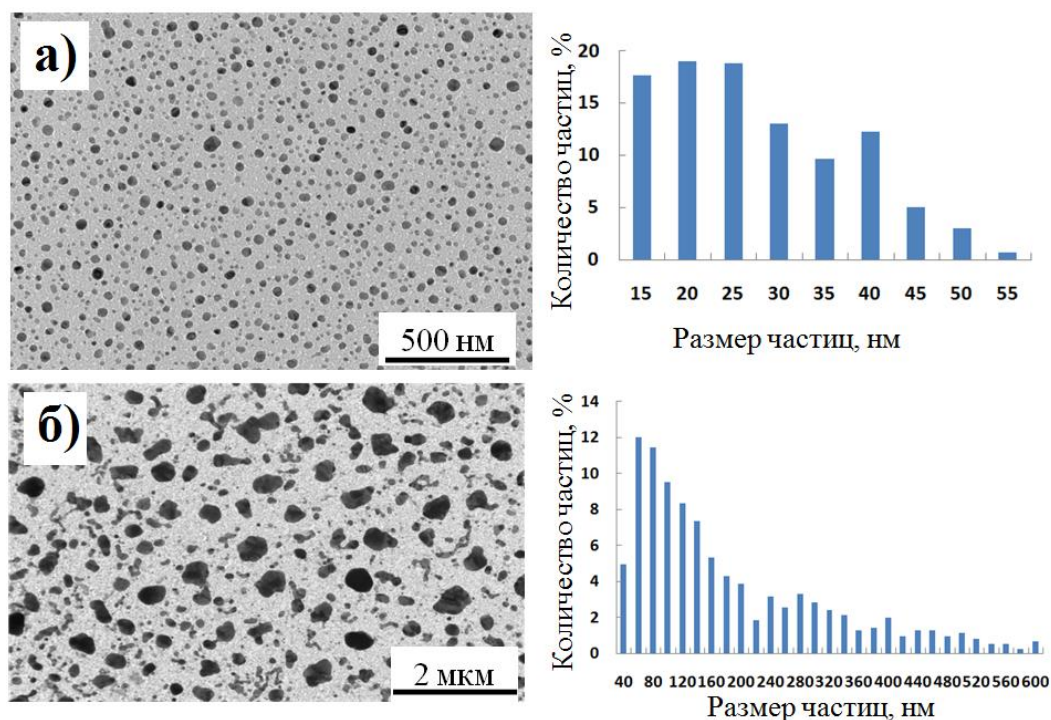 а)
500 нм
Количество частиц, %
20
15
10
5
0
15 20 25 30 35 40 45 50 55
Размер частиц, нм
б)
2 мкм
Количество частиц, %
14
12
10
8
6
4
2
0
40 80 120 160 200 240 280 320 360 400 440 480 520 560 600
Размер частиц, нм